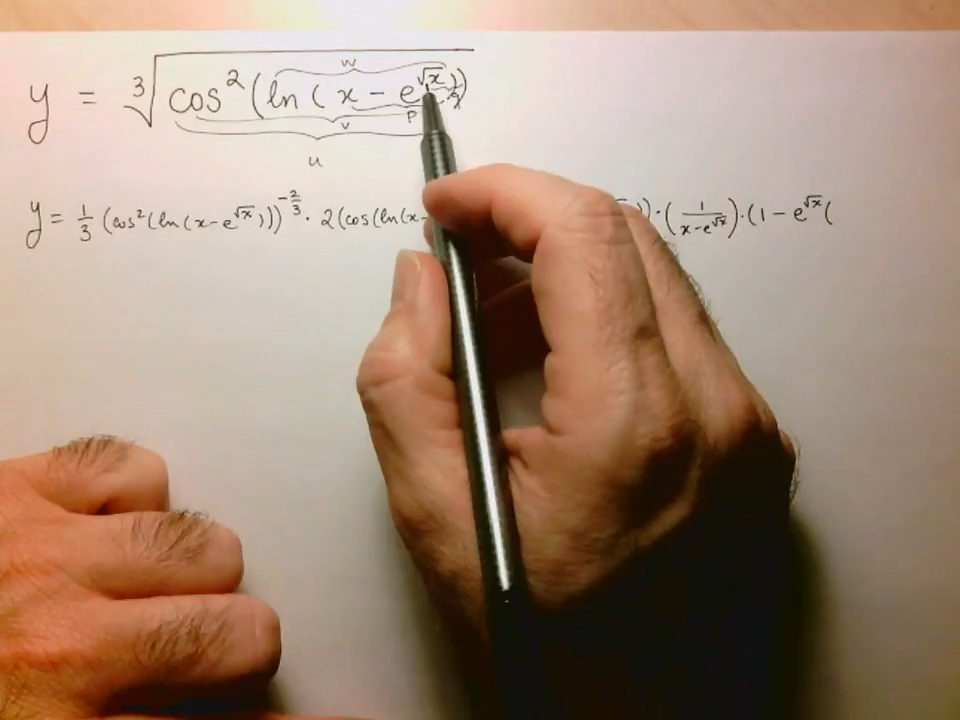 y = ∛(cos²(ln(x − e^√x)))
w
p
v
u
y = 1/3 (cos²(ln(x−e^√x)))^(−2/3) · 2(cos(ln(x− )) · (1/(x−e^√x)) · (1 − e^√x (